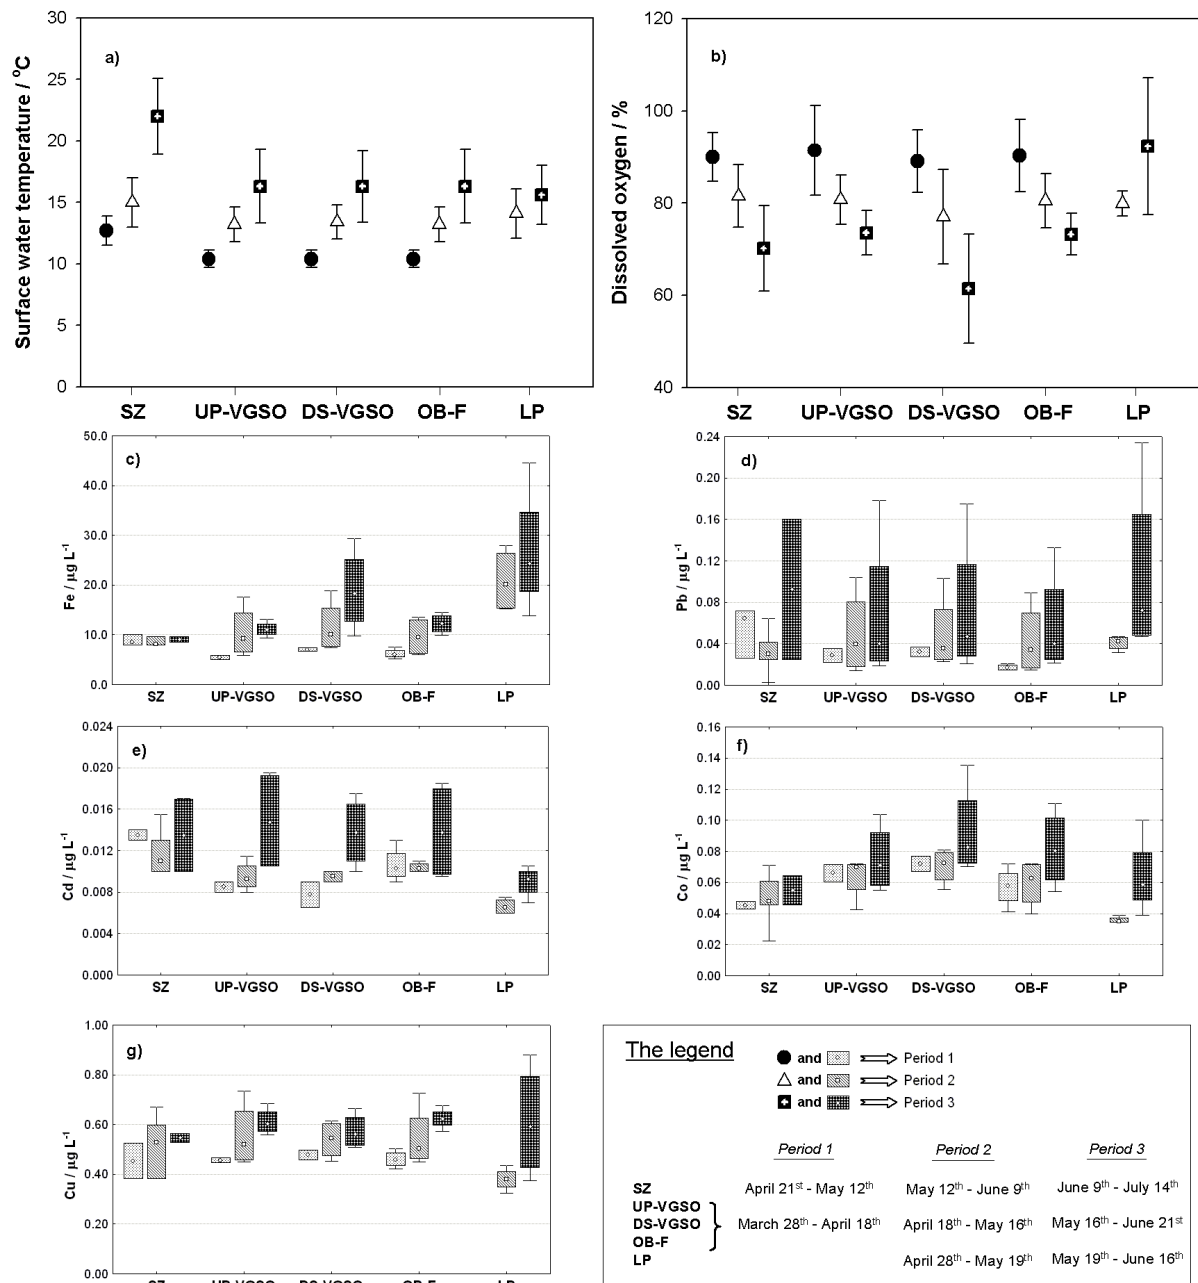 a)
Surface water temperature / °C
30
25
20
15
10
5
0
SZ UP-VGSO DS-VGSO OB-F LP
b)
Dissolved oxygen / %
120
100
80
60
40
SZ UP-VGSO DS-VGSO OB-F LP
c)
Fe / µg L⁻¹
50.0
40.0
30.0
20.0
10.0
0.0
SZ UP-VGSO DS-VGSO OB-F LP
d)
Pb / µg L⁻¹
0.24
0.20
0.16
0.12
0.08
0.04
0.00
SZ UP-VGSO DS-VGSO OB-F LP
e)
Cd / µg L⁻¹
0.024
0.020
0.016
0.012
0.008
0.004
0.000
SZ UP-VGSO DS-VGSO OB-F LP
f)
Co / µg L⁻¹
0.16
0.14
0.12
0.10
0.08
0.06
0.04
0.02
0.00
SZ UP-VGSO DS-VGSO OB-F LP
g)
Cu / µg L⁻¹
1.00
0.80
0.60
0.40
0.20
0.00
SZ UP-VGSO DS-VGSO OB-F LP
The legend
and Period 1
and Period 2
and Period 3
Period 1 Period 2 Period 3
SZ April 21st - May 12th May 12th - June 9th June 9th - July 14th
UP-VGSO
DS-VGSO March 28th - April 18th April 18th - May 16th May 16th - June 21st
OB-F
LP April 28th - May 19th May 19th - June 16th